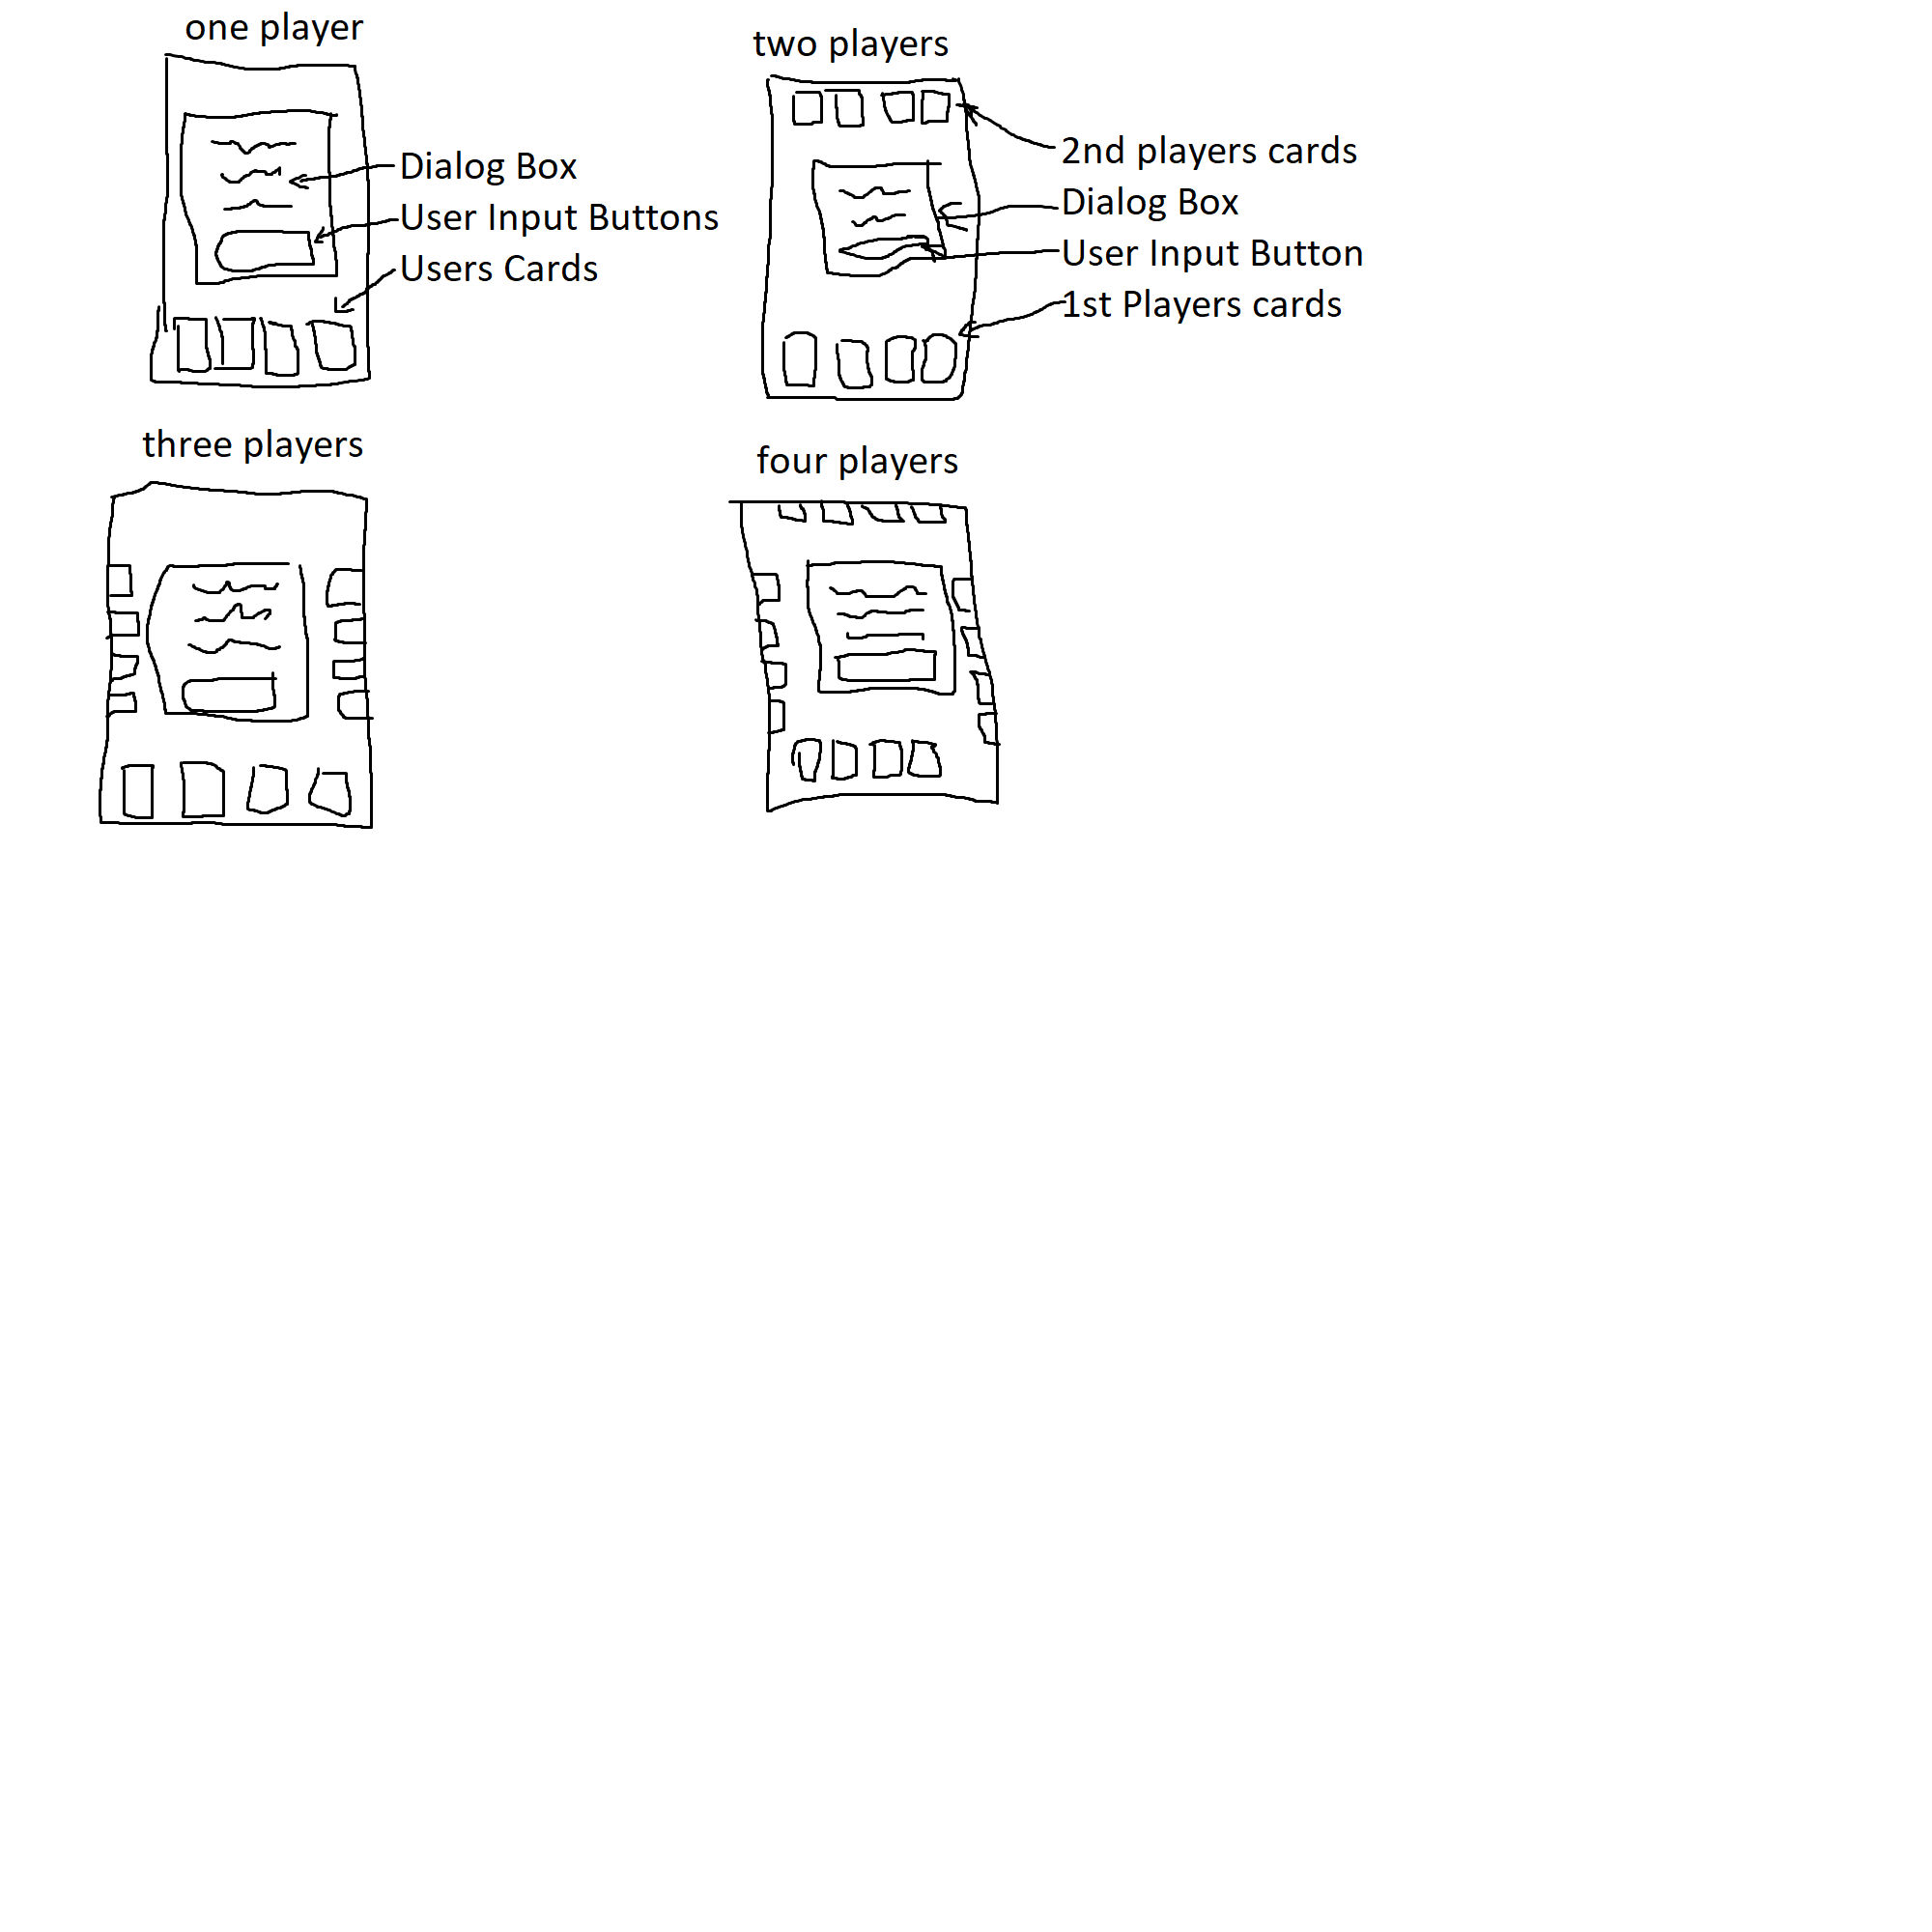 one player
Dialog Box
User Input Buttons
Users Cards
two players
2nd players cards
Dialog Box
User Input Button
1st Players cards
three players
four players